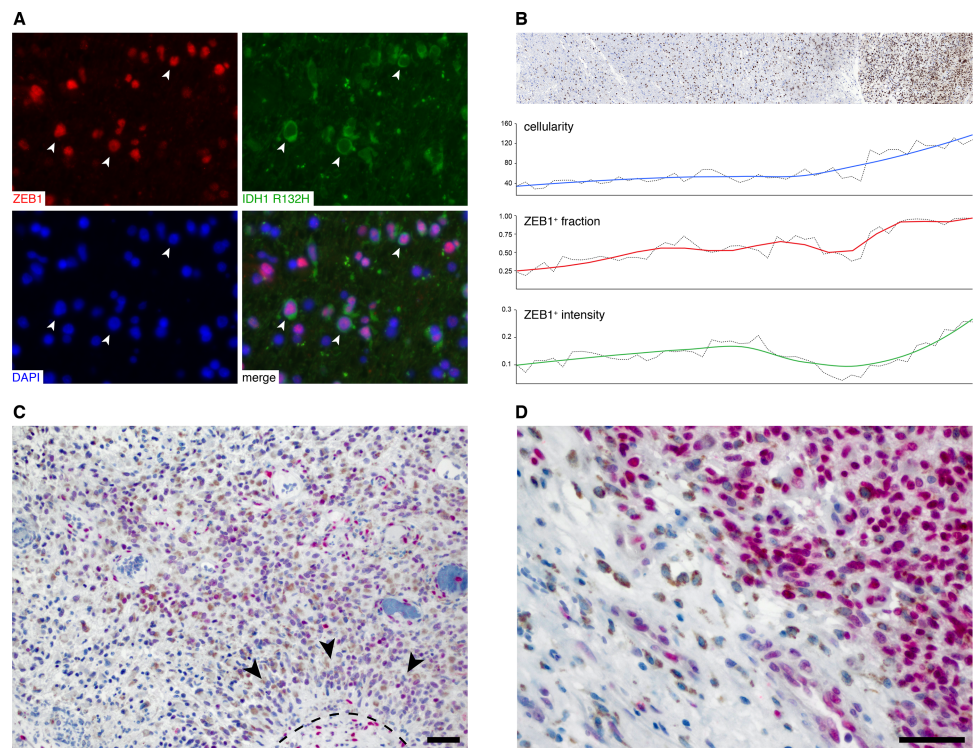 A
ZEB1
IDH1 R132H
DAPI
merge
B
cellularity
160
120
80
40
ZEB1⁺ fraction
1.00
0.75
0.50
0.25
ZEB1⁺ intensity
0.3
0.2
0.1
C
D